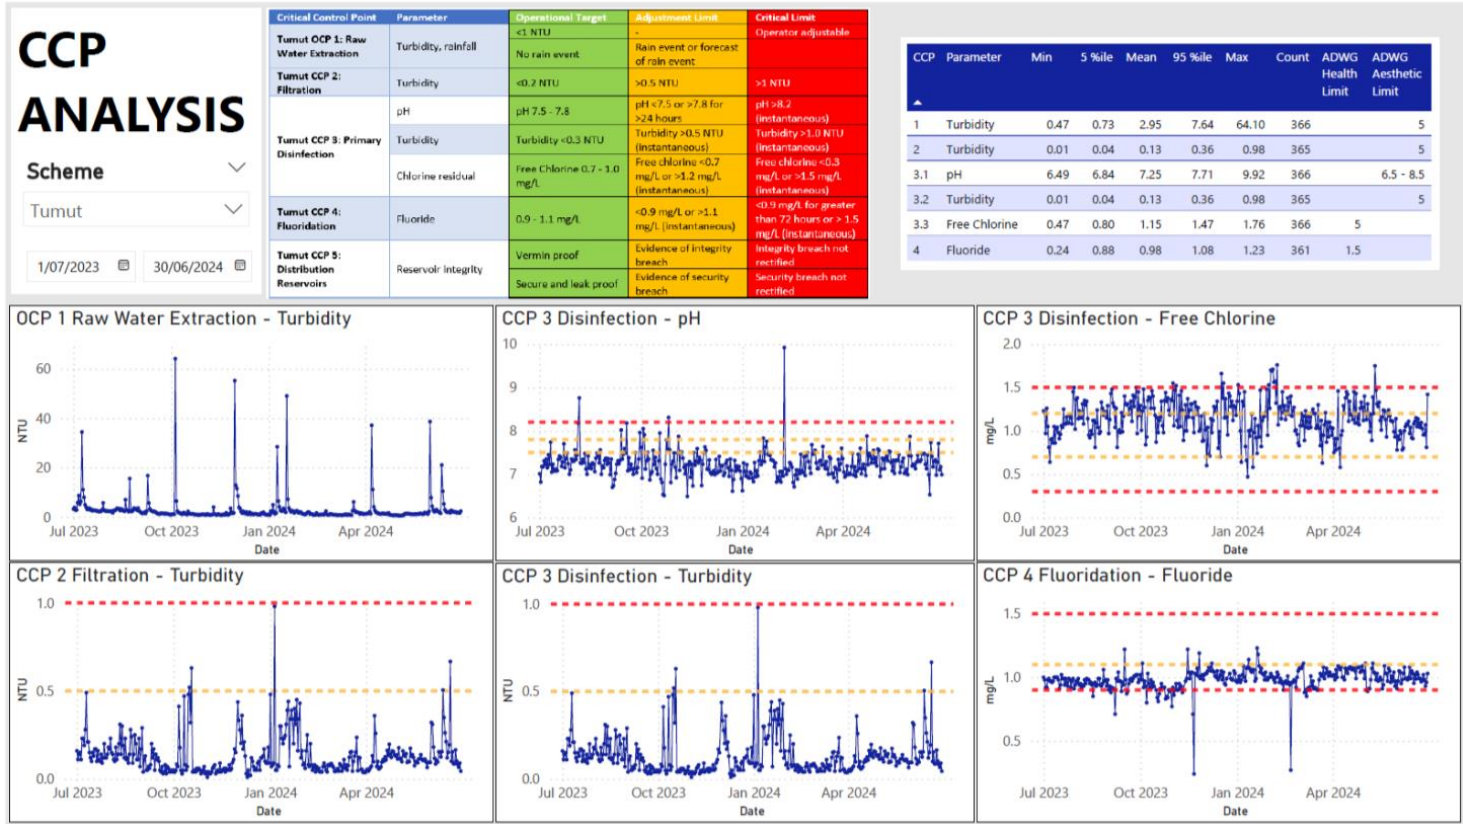 CCP
ANALYSIS
Scheme
Tumut
1/07/2023 30/06/2024
Critical Control Point Parameter Operational Target Adjustment Limit Critical Limit
Tumut OCP 1: Raw
Water Extraction
Turbidity, rainfall
<1 NTU - Operator adjustable
No rain event
Rain event or forecast
of rain event
Tumut CCP 2:
Filtration
Turbidity <0.2 NTU >0.5 NTU >1 NTU
Tumut CCP 3: Primary
Disinfection
pH
pH 7.5 - 7.8
pH <7.5 or >7.8 for
>24 hours
pH >8.2
(instantaneous)
Turbidity
Turbidity <0.3 NTU
Turbidity >0.5 NTU
(instantaneous)
Turbidity >1.0 NTU
(instantaneous)
Chlorine residual
Free Chlorine 0.7 - 1.0
mg/L
Free chlorine <0.7
mg/L or >1.2 mg/L
(instantaneous)
Free chlorine <0.3
mg/L or >1.5 mg/L
(instantaneous)
Tumut CCP 4:
Fluoridation
Fluoride
0.9 - 1.1 mg/L
<0.9 mg/L or >1.1
mg/L (instantaneous)
<0.9 mg/L for greater
than 72 hours or > 1.5
mg/L (instantaneous)
Tumut CCP 5:
Distribution
Reservoirs
Reservoir Integrity
Vermin proof
Evidence of integrity
breach
Integrity breach not
rectified
Secure and leak proof
Evidence of security
breach
Security breach not
rectified
CCP Parameter Min 5 %ile Mean 95 %ile Max Count ADWG ADWG
Health Aesthetic
Limit Limit
1 Turbidity 0.47 0.73 2.95 7.64 64.10 366 5
2 Turbidity 0.01 0.04 0.13 0.36 0.98 365 5
3.1 pH 6.49 6.84 7.25 7.71 9.92 366 6.5 - 8.5
3.2 Turbidity 0.01 0.04 0.13 0.36 0.98 365 5
3.3 Free Chlorine 0.47 0.80 1.15 1.47 1.76 366 5
4 Fluoride 0.24 0.88 0.98 1.08 1.23 361 1.5
OCP 1 Raw Water Extraction - Turbidity
60
40
20
0
NTU
Jul 2023 Oct 2023 Jan 2024 Apr 2024
Date
CCP 3 Disinfection - pH
10
9
8
7
6
Jul 2023 Oct 2023 Jan 2024 Apr 2024
Date
CCP 3 Disinfection - Free Chlorine
2.0
1.5
1.0
0.5
0.0
mg/L
Jul 2023 Oct 2023 Jan 2024 Apr 2024
Date
CCP 2 Filtration - Turbidity
1.0
0.5
0.0
NTU
Jul 2023 Oct 2023 Jan 2024 Apr 2024
Date
CCP 3 Disinfection - Turbidity
1.0
0.5
0.0
NTU
Jul 2023 Oct 2023 Jan 2024 Apr 2024
Date
CCP 4 Fluoridation - Fluoride
1.5
1.0
0.5
mg/L
Jul 2023 Oct 2023 Jan 2024 Apr 2024
Date